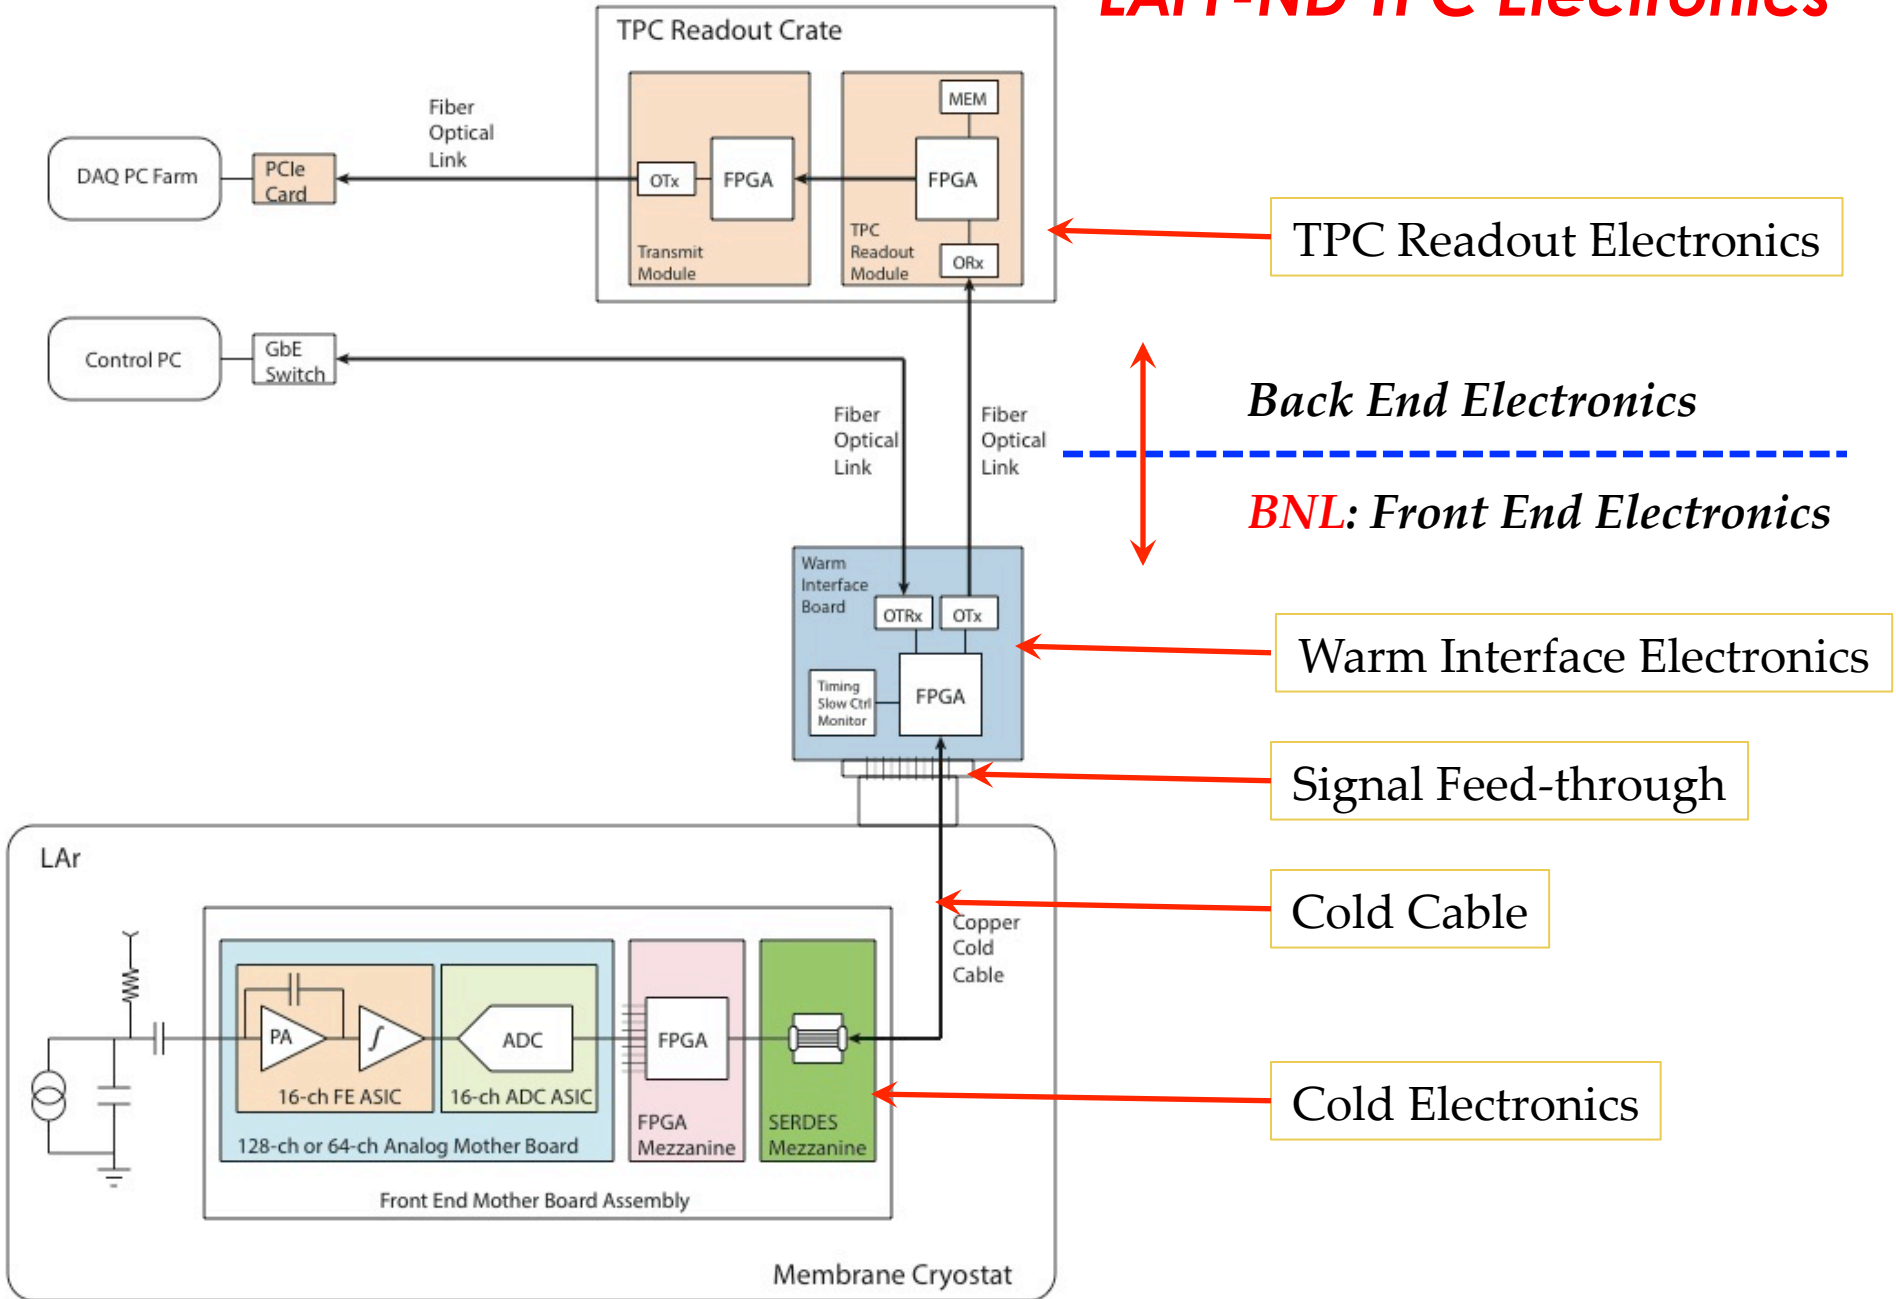 LAr1-ND TPC Electronics
TPC Readout Crate
MEM
Fiber
Optical
Link
DAQ PC Farm
PCIe
Card
OTx
FPGA
FPGA
Transmit
Module
TPC
Readout
Module
ORx
TPC Readout Electronics
Control PC
GbE
Switch
Fiber
Optical
Link
Fiber
Optical
Link
Back End Electronics
BNL: Front End Electronics
Warm
Interface
Board
OTRx
OTx
Timing
Slow Ctrl
Monitor
FPGA
Warm Interface Electronics
Signal Feed-through
LAr
Cold Cable
Copper
Cold
Cable
PA
∫
ADC
FPGA
16-ch FE ASIC
16-ch ADC ASIC
128-ch or 64-ch Analog Mother Board
FPGA
Mezzanine
SERDES
Mezzanine
Cold Electronics
Front End Mother Board Assembly
Membrane Cryostat